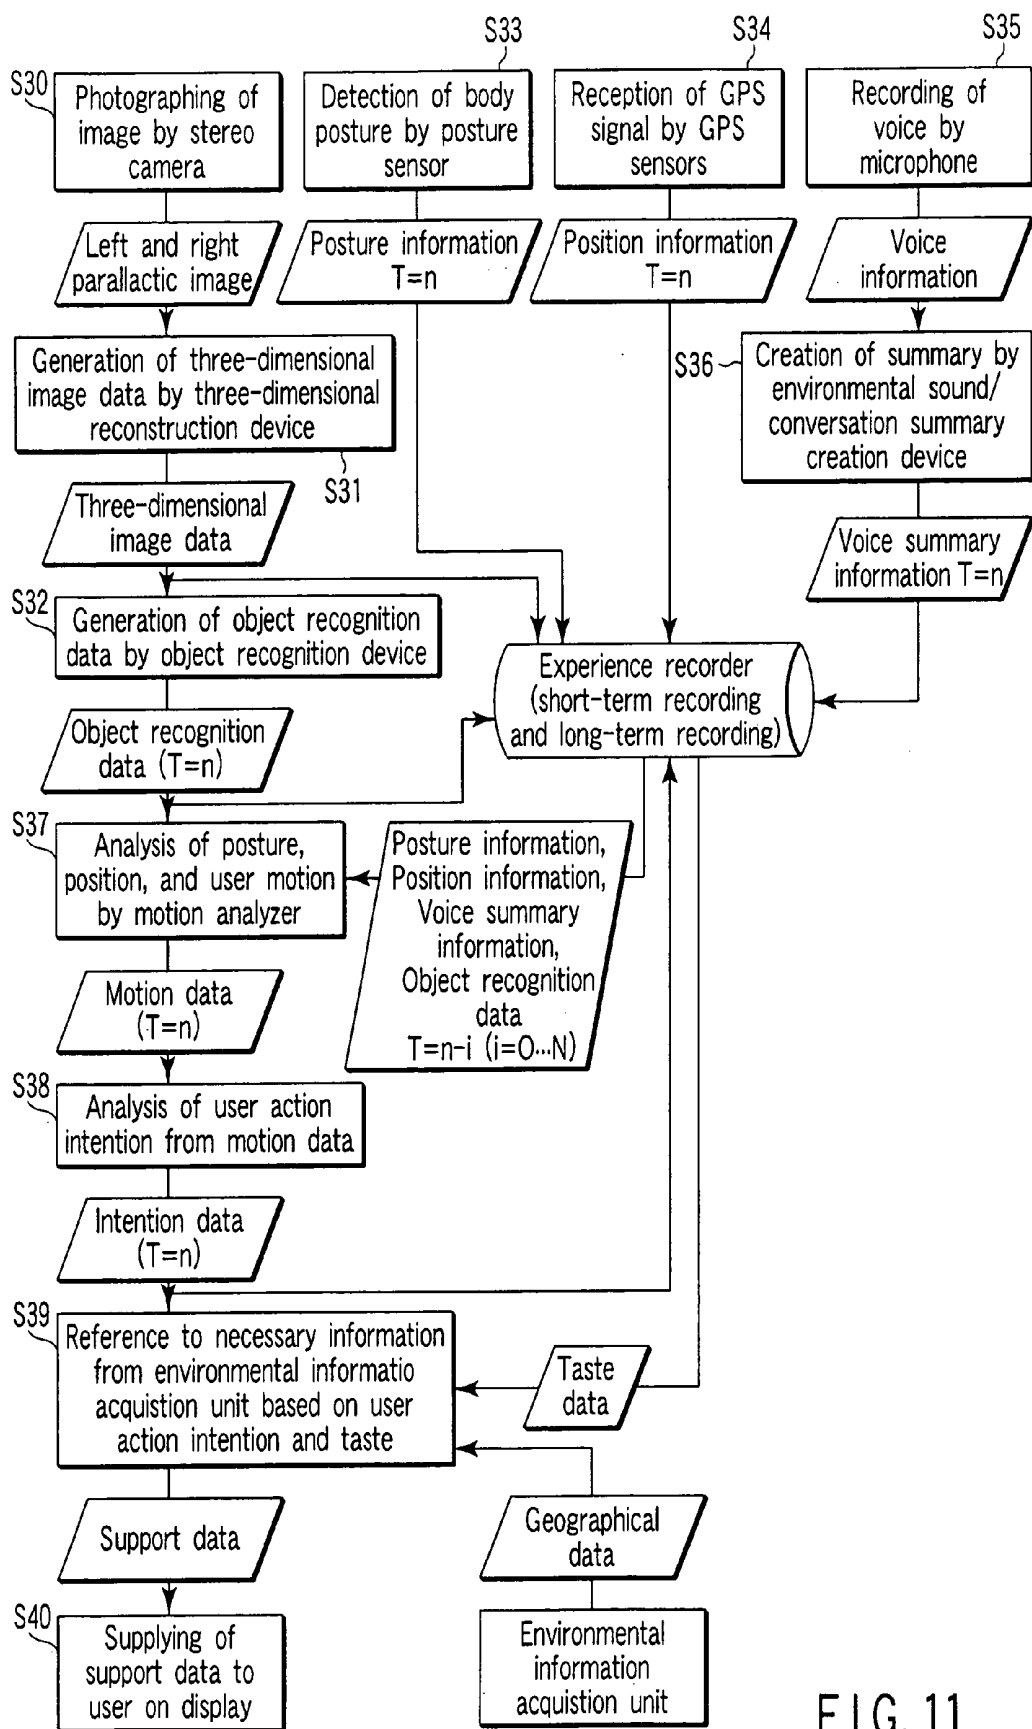 S30
Photographing of
image by stereo
camera
S33
Detection of body
posture by posture
sensor
S34
Reception of GPS
signal by GPS
sensors
S35
Recording of
voice by
microphone
Left and right
parallactic image
Posture information
T=n
Position information
T=n
Voice
information
Generation of three-dimensional
image data by three-dimensional
reconstruction device
S31
S36
Creation of summary by
environmental sound/
conversation summary
creation device
Three-dimensional
image data
Voice summary
information T=n
S32
Generation of object recognition
data by object recognition device
Experience recorder
(short-term recording
and long-term recording)
Object recognition
data (T=n)
S37
Analysis of posture,
position, and user motion
by motion analyzer
Posture information,
Position information,
Voice summary
information,
Object recognition
data
T=n-i (i=0...N)
Motion data
(T=n)
S38
Analysis of user action
intention from motion data
Intention data
(T=n)
S39
Reference to necessary information
from environmental informatio
acquistion unit based on user
action intention and taste
Taste
data
Support data
Geographical
data
S40
Supplying of
support data to
user on display
Environmental
information
acquistion unit
FIG. 11